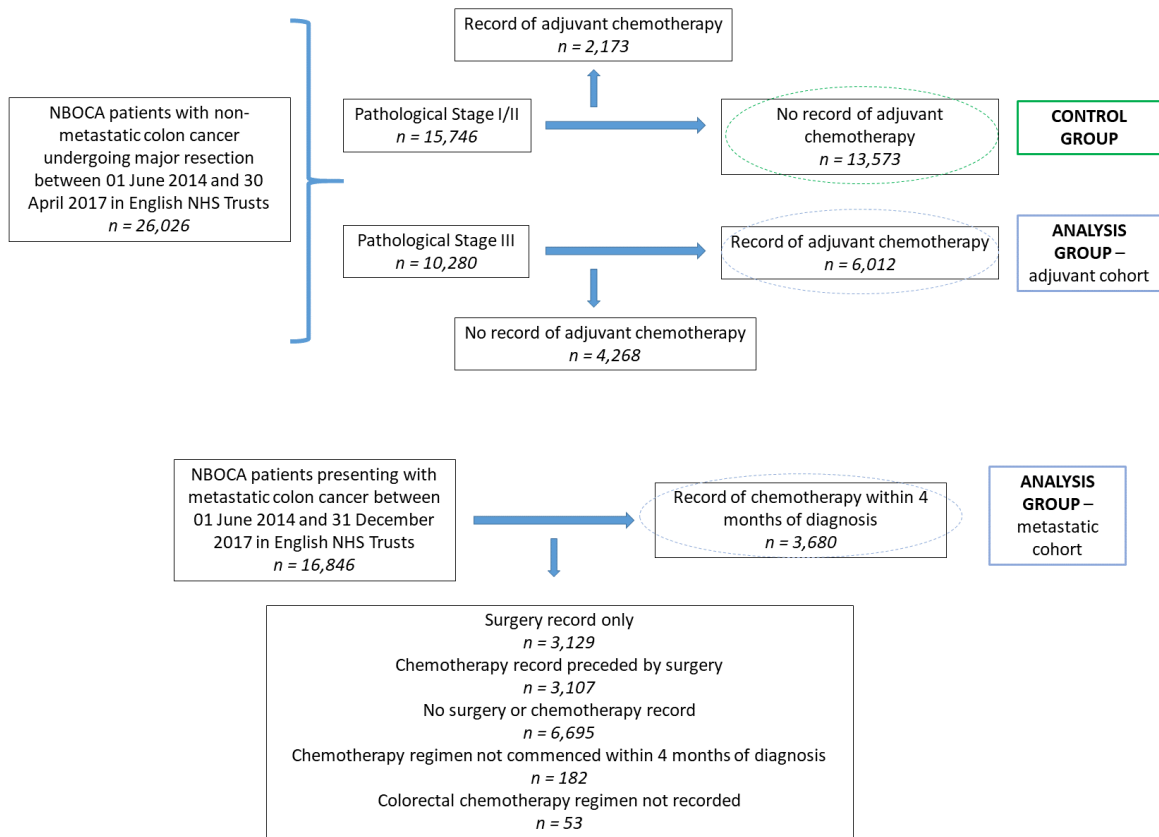 Record of adjuvant chemotherapy
n = 2,173
NBOCA patients with non-
metastatic colon cancer
undergoing major resection
between 01 June 2014 and 30
April 2017 in English NHS Trusts
n = 26,026
Pathological Stage I/II
n = 15,746
No record of adjuvant
chemotherapy
n = 13,573
CONTROL
GROUP
Pathological Stage III
n = 10,280
Record of adjuvant chemotherapy
n = 6,012
ANALYSIS
GROUP –
adjuvant cohort
No record of adjuvant chemotherapy
n = 4,268
NBOCA patients presenting with
metastatic colon cancer between
01 June 2014 and 31 December
2017 in English NHS Trusts
n = 16,846
Record of chemotherapy within 4
months of diagnosis
n = 3,680
ANALYSIS
GROUP –
metastatic
cohort
Surgery record only
n = 3,129
Chemotherapy record preceded by surgery
n = 3,107
No surgery or chemotherapy record
n = 6,695
Chemotherapy regimen not commenced within 4 months of diagnosis
n = 182
Colorectal chemotherapy regimen not recorded
n = 53